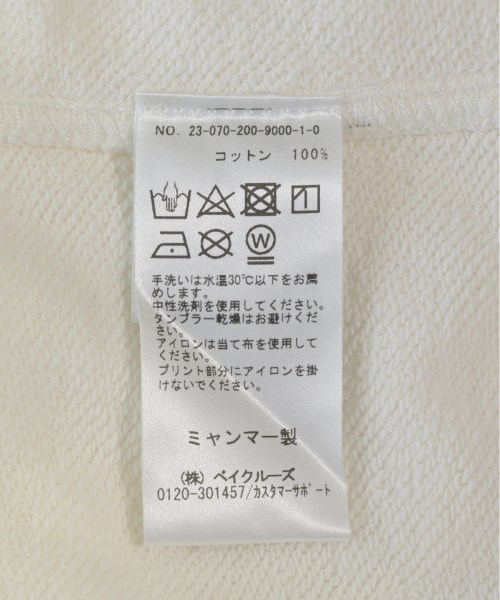 NO. 23-070-200-9000-1-0
コットン 100%
手洗いは水温30℃以下をお薦
めします。
中性洗剤を使用してください。
タンブラー乾燥はお避けくだ
さい。
アイロンは当て布を使用して
ください。
プリント部分にアイロンを掛
けないでください。
ミャンマー製
(株) ベイクルーズ
0120-301457/カスタマーサポート